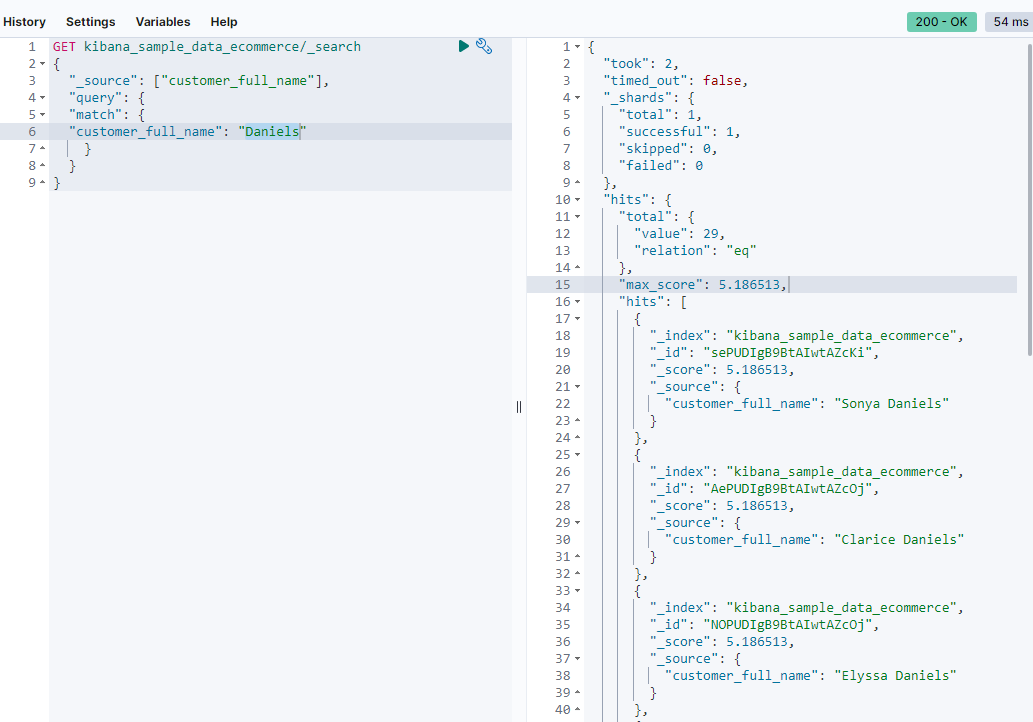 History Settings Variables Help 200 - OK 54 ms
1 GET kibana_sample_data_ecommerce/_search
2 {
3 "_source": ["customer_full_name"],
4 "query": {
5 "match": {
6 "customer_full_name": "Daniels"
7 }
8 }
9 }
1 {
2 "took": 2,
3 "timed_out": false,
4 "_shards": {
5 "total": 1,
6 "successful": 1,
7 "skipped": 0,
8 "failed": 0
9 },
10 "hits": {
11 "total": {
12 "value": 29,
13 "relation": "eq"
14 },
15 "max_score": 5.186513,
16 "hits": [
17 {
18 "_index": "kibana_sample_data_ecommerce",
19 "_id": "sePUDIgB9BtAIwtAZcKi",
20 "_score": 5.186513,
21 "_source": {
22 "customer_full_name": "Sonya Daniels"
23 }
24 },
25 {
26 "_index": "kibana_sample_data_ecommerce",
27 "_id": "AePUDIgB9BtAIwtAZcOj",
28 "_score": 5.186513,
29 "_source": {
30 "customer_full_name": "Clarice Daniels"
31 }
32 },
33 {
34 "_index": "kibana_sample_data_ecommerce",
35 "_id": "NOPUDIgB9BtAIwtAZcOj",
36 "_score": 5.186513,
37 "_source": {
38 "customer_full_name": "Elyssa Daniels"
39 }
40 },